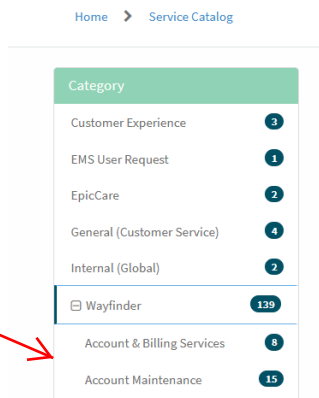 Home > Service Catalog
Category
Customer Experience 3
EMS User Request 1
EpicCare 2
General (Customer Service) 4
Internal (Global) 2
Wayfinder 139
Account & Billing Services 8
Account Maintenance 15